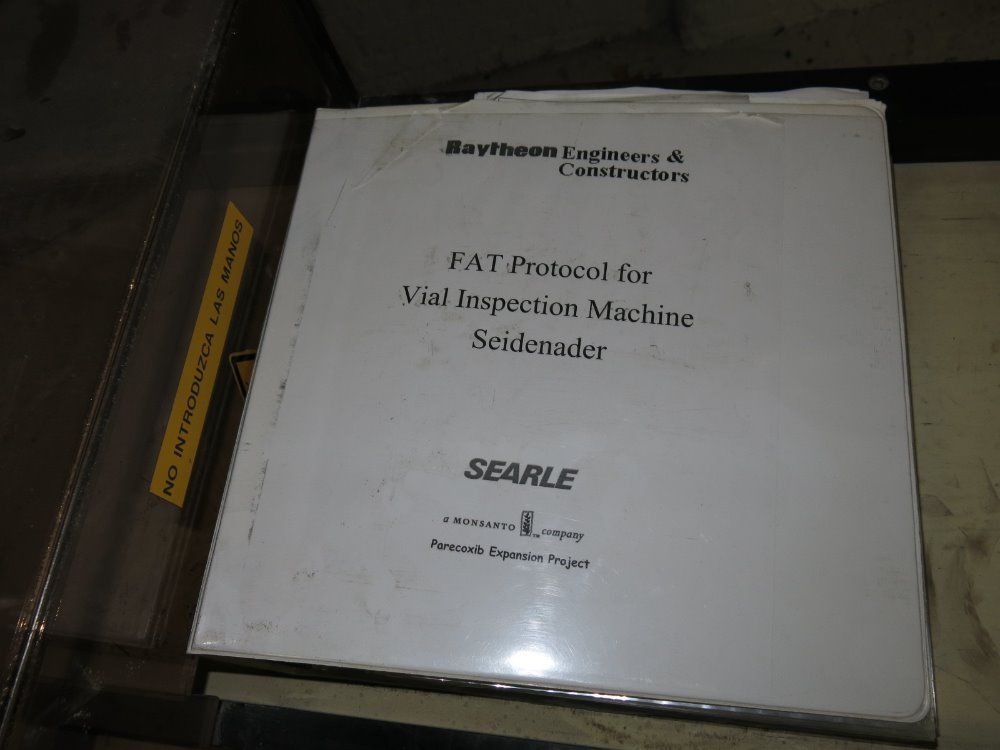 Raytheon Engineers &
Constructors
FAT Protocol for
Vial Inspection Machine
Seidenader
SEARLE
a MONSANTO ™ company
Parecoxib Expansion Project
NO INTRODUZCA LAS MANOS